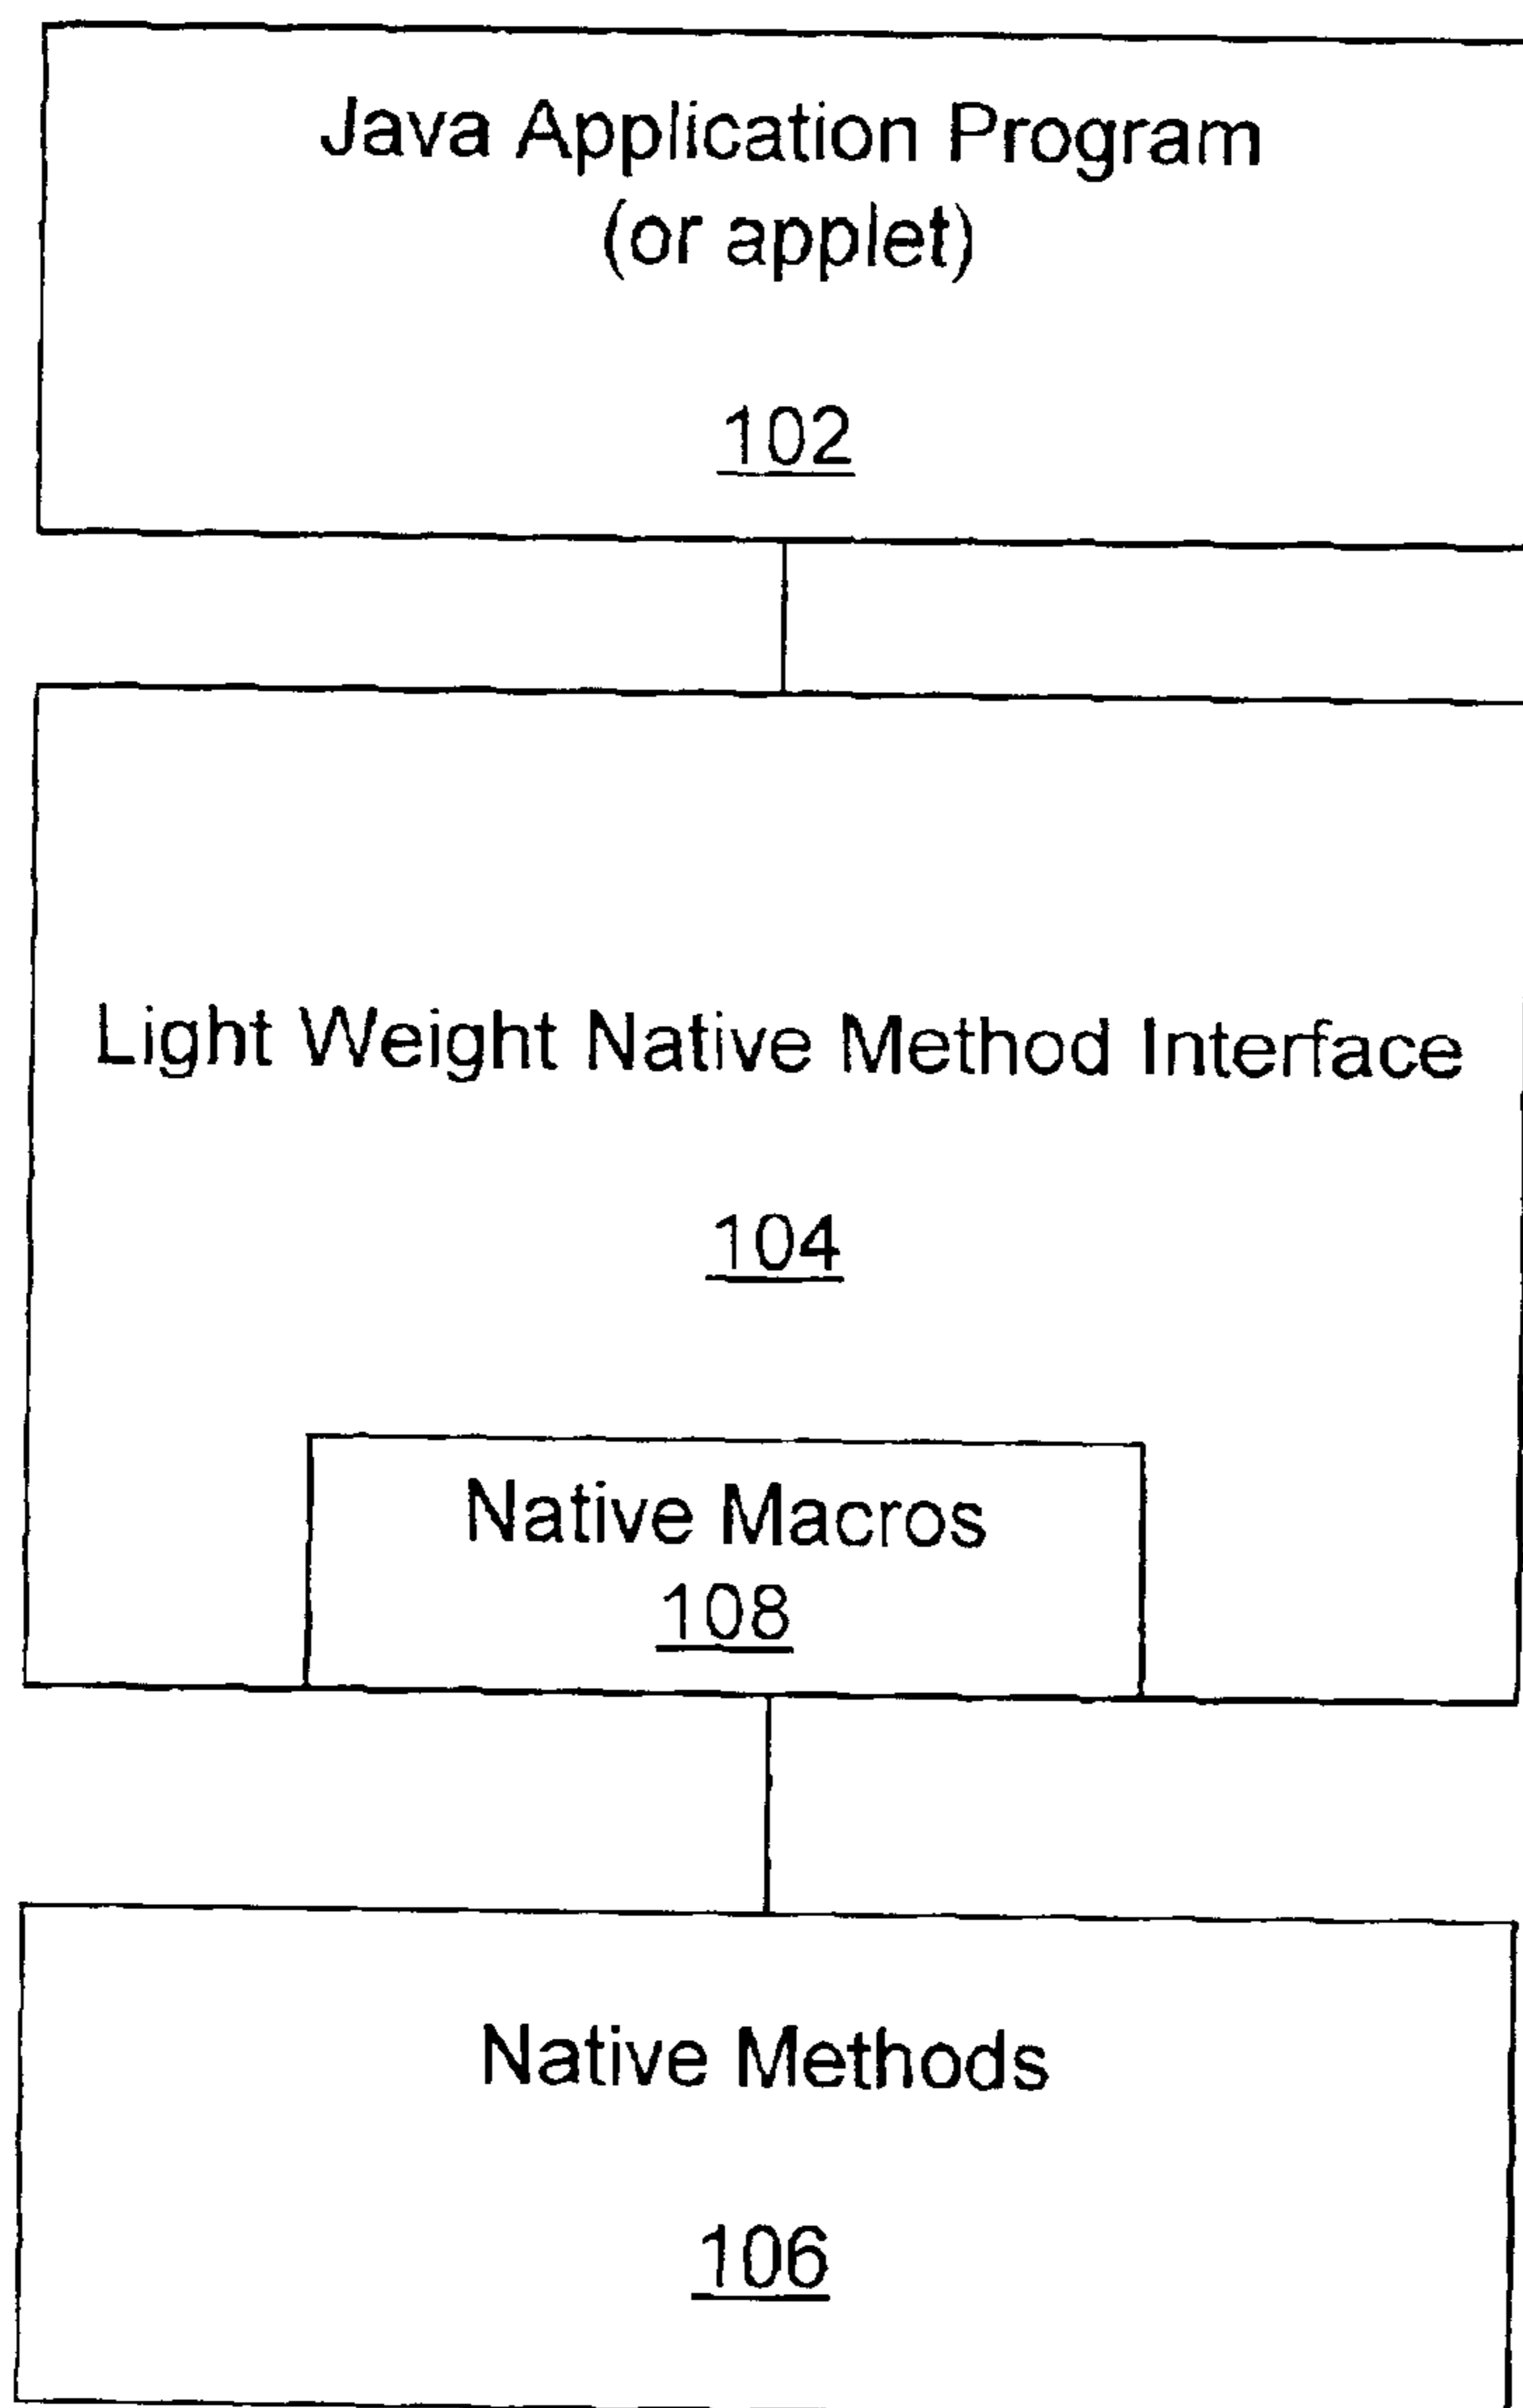 Java Application Program
(or applet)
102
Light Weight Native Method Interface
104
Native Macros
108
Native Methods
106